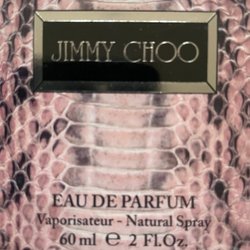 JIMMY CHOO
EAU DE PARFUM
Vaporisateur - Natural Spray
60 ml ℮ 2 Fl.Oz.